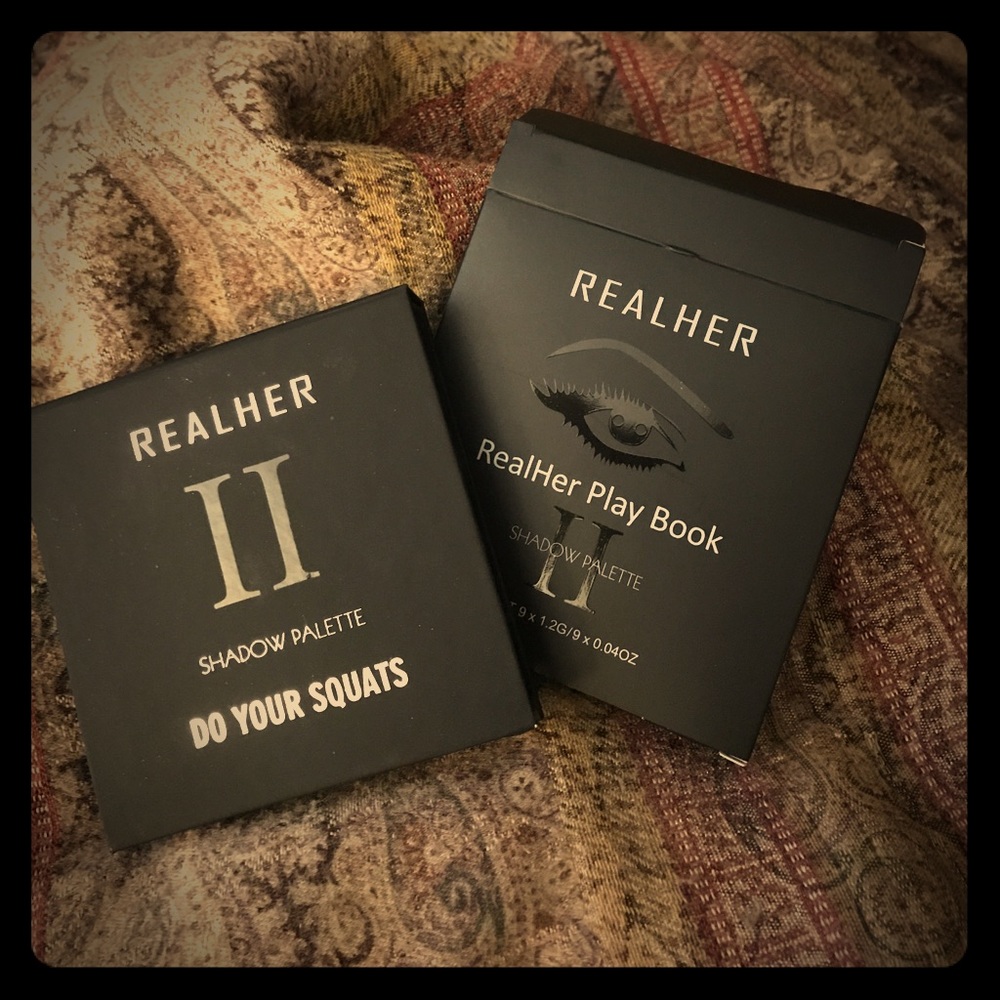 REALHER
II
SHADOW PALETTE
DO YOUR SQUATS
REALHER
RealHer Play Book
SHADOW PALETTE
II
9 x 1.2G/9 x 0.04OZ